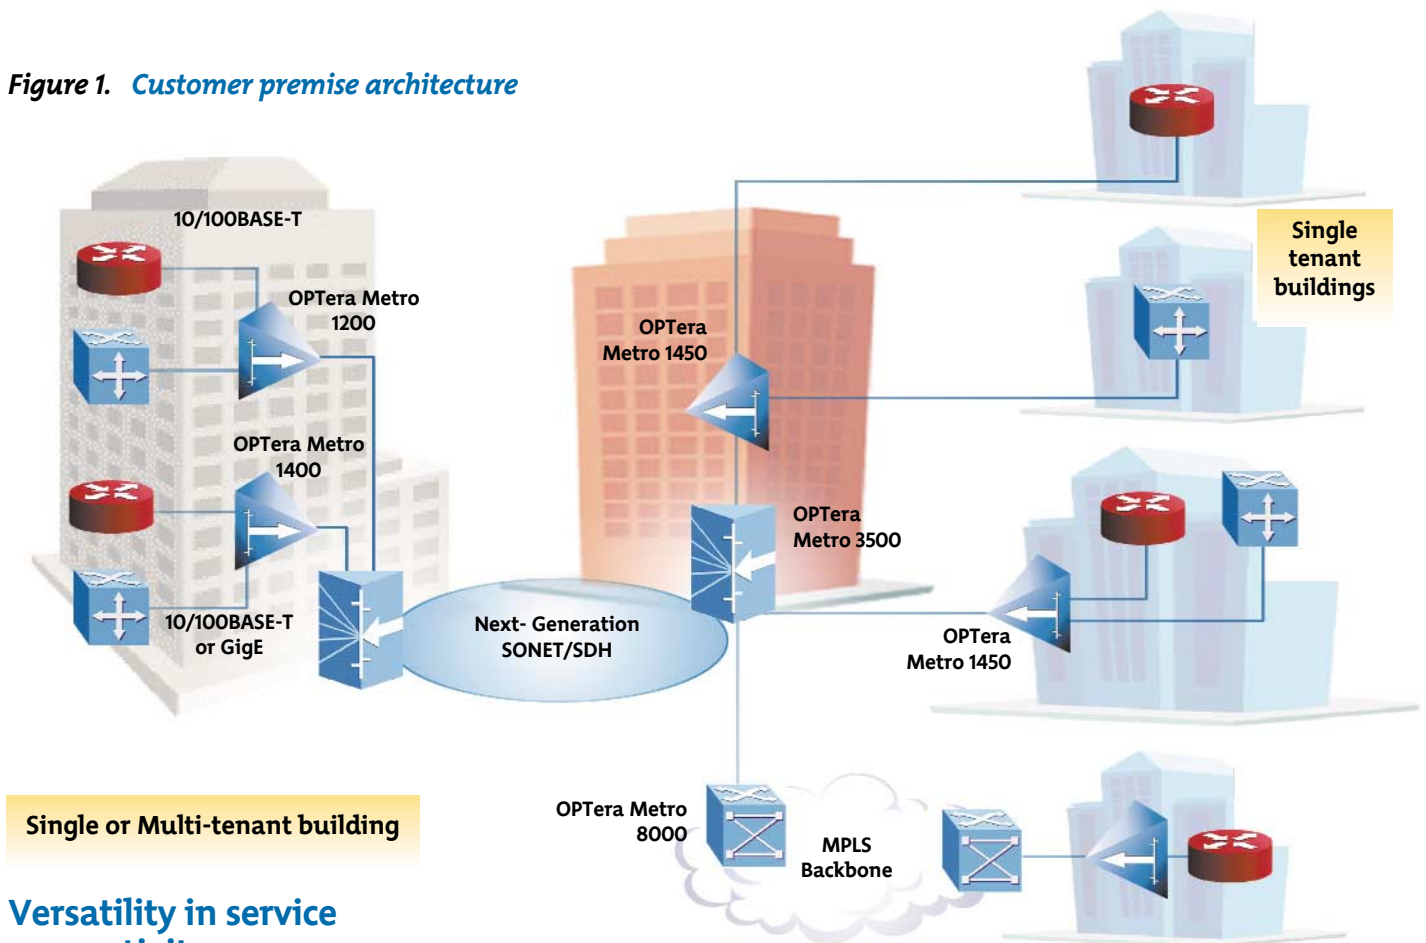 Figure 1. Customer premise architecture
10/100BASE-T
OPTera Metro
1200
OPTera Metro
1400
10/100BASE-T
or GigE
Next- Generation
SONET/SDH
OPTera
Metro 1450
OPTera
Metro 3500
Single
tenant
buildings
OPTera
Metro 1450
OPTera Metro
8000
MPLS
Backbone
Single or Multi-tenant building
Versatility in service